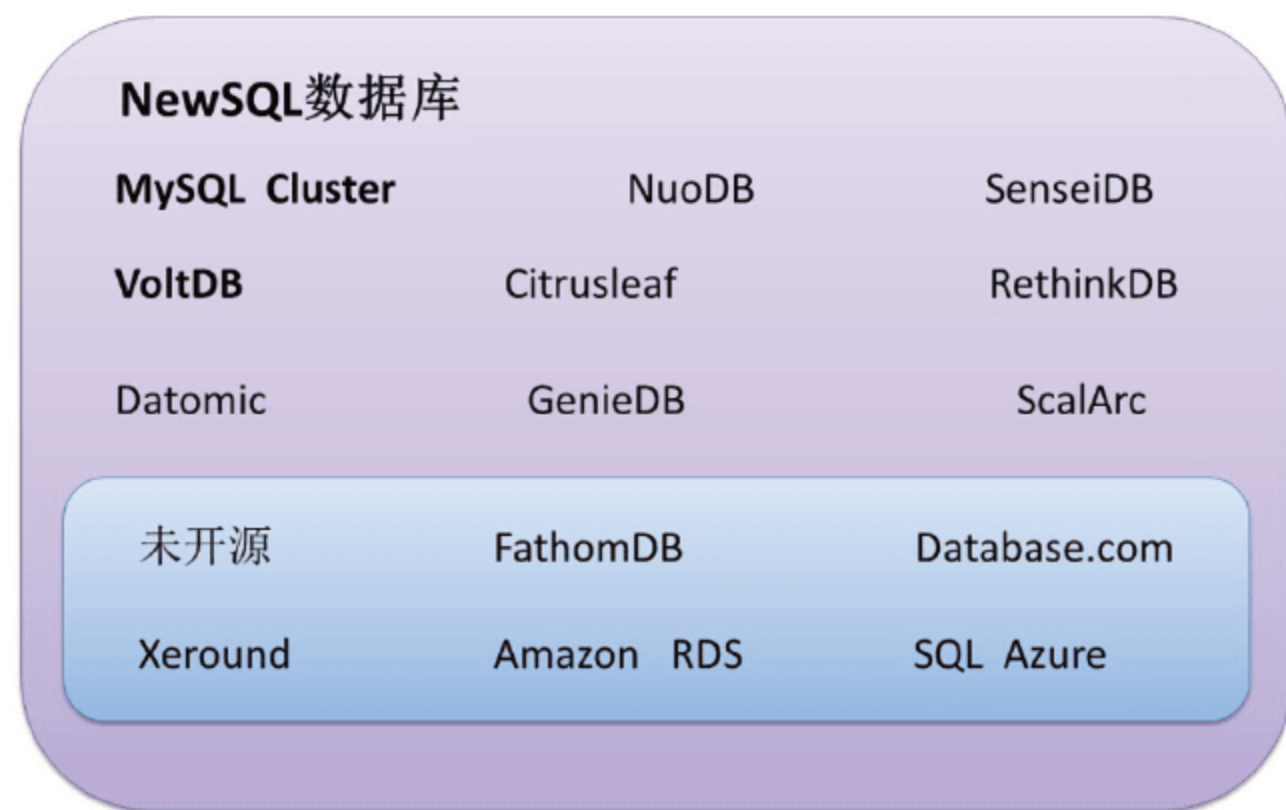 NewSQL数据库
MySQL Cluster NuoDB SenseiDB
VoltDB Citrusleaf RethinkDB
Datomic GenieDB ScalArc
未开源 FathomDB Database.com
Xeround Amazon RDS SQL Azure